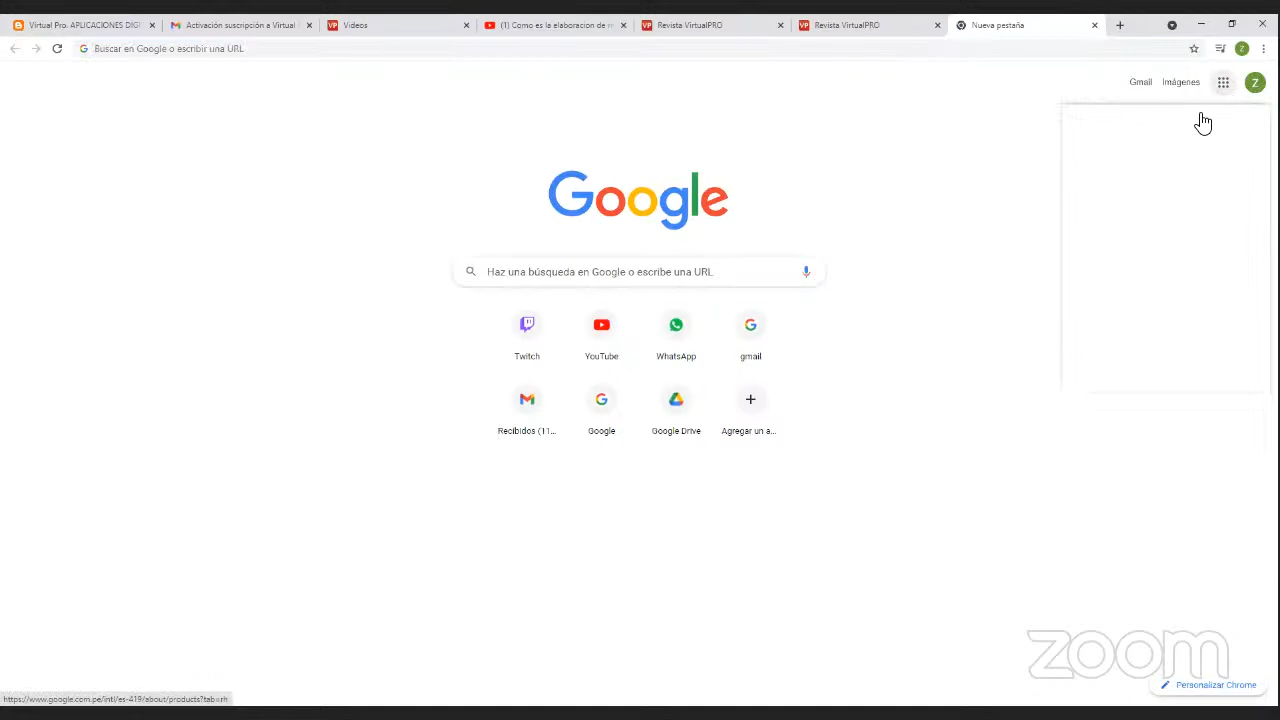 Virtual Pro. APLICACIONES DIGI
Activación suscripción a Virtual
VP Videos
(1) Como es la elaboracion de m
VP Revista VirtualPRO
VP Revista VirtualPRO
Nueva pestaña
Buscar en Google o escribir una URL
Z
Gmail Imágenes Z
Google
Haz una búsqueda en Google o escribe una URL
Twitch YouTube WhatsApp gmail
Recibidos (11... Google Google Drive Agregar un a...
zoom
Personalizar Chrome
https://www.google.com.pe/intl/es-419/about/products?tab=rh